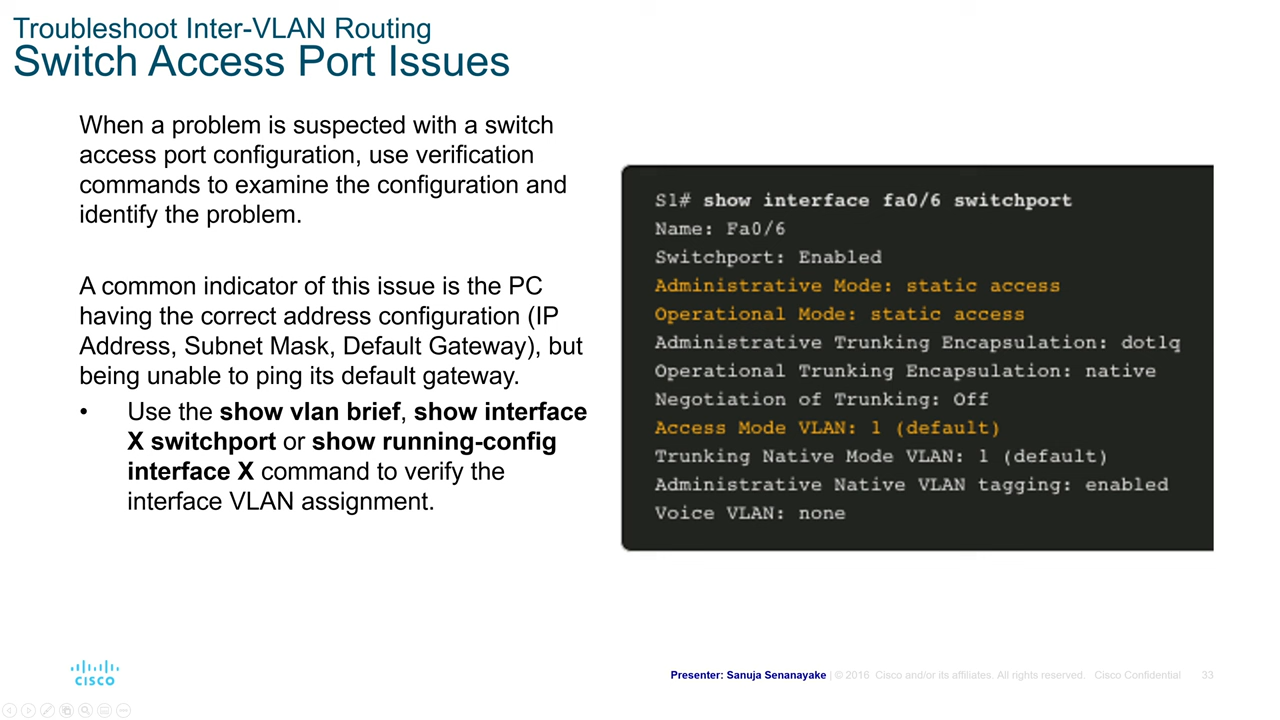 Troubleshoot Inter-VLAN Routing
Switch Access Port Issues
When a problem is suspected with a switch
access port configuration, use verification
commands to examine the configuration and
identify the problem.
A common indicator of this issue is the PC
having the correct address configuration (IP
Address, Subnet Mask, Default Gateway), but
being unable to ping its default gateway.
• Use the show vlan brief, show interface
X switchport or show running-config
interface X command to verify the
interface VLAN assignment.
S1# show interface fa0/6 switchport
Name: Fa0/6
Switchport: Enabled
Administrative Mode: static access
Operational Mode: static access
Administrative Trunking Encapsulation: dot1q
Operational Trunking Encapsulation: native
Negotiation of Trunking: Off
Access Mode VLAN: 1 (default)
Trunking Native Mode VLAN: 1 (default)
Administrative Native VLAN tagging: enabled
Voice VLAN: none
CISCO
Presenter: Sanuja Senanayake | © 2016 Cisco and/or its affiliates. All rights reserved. Cisco Confidential 33